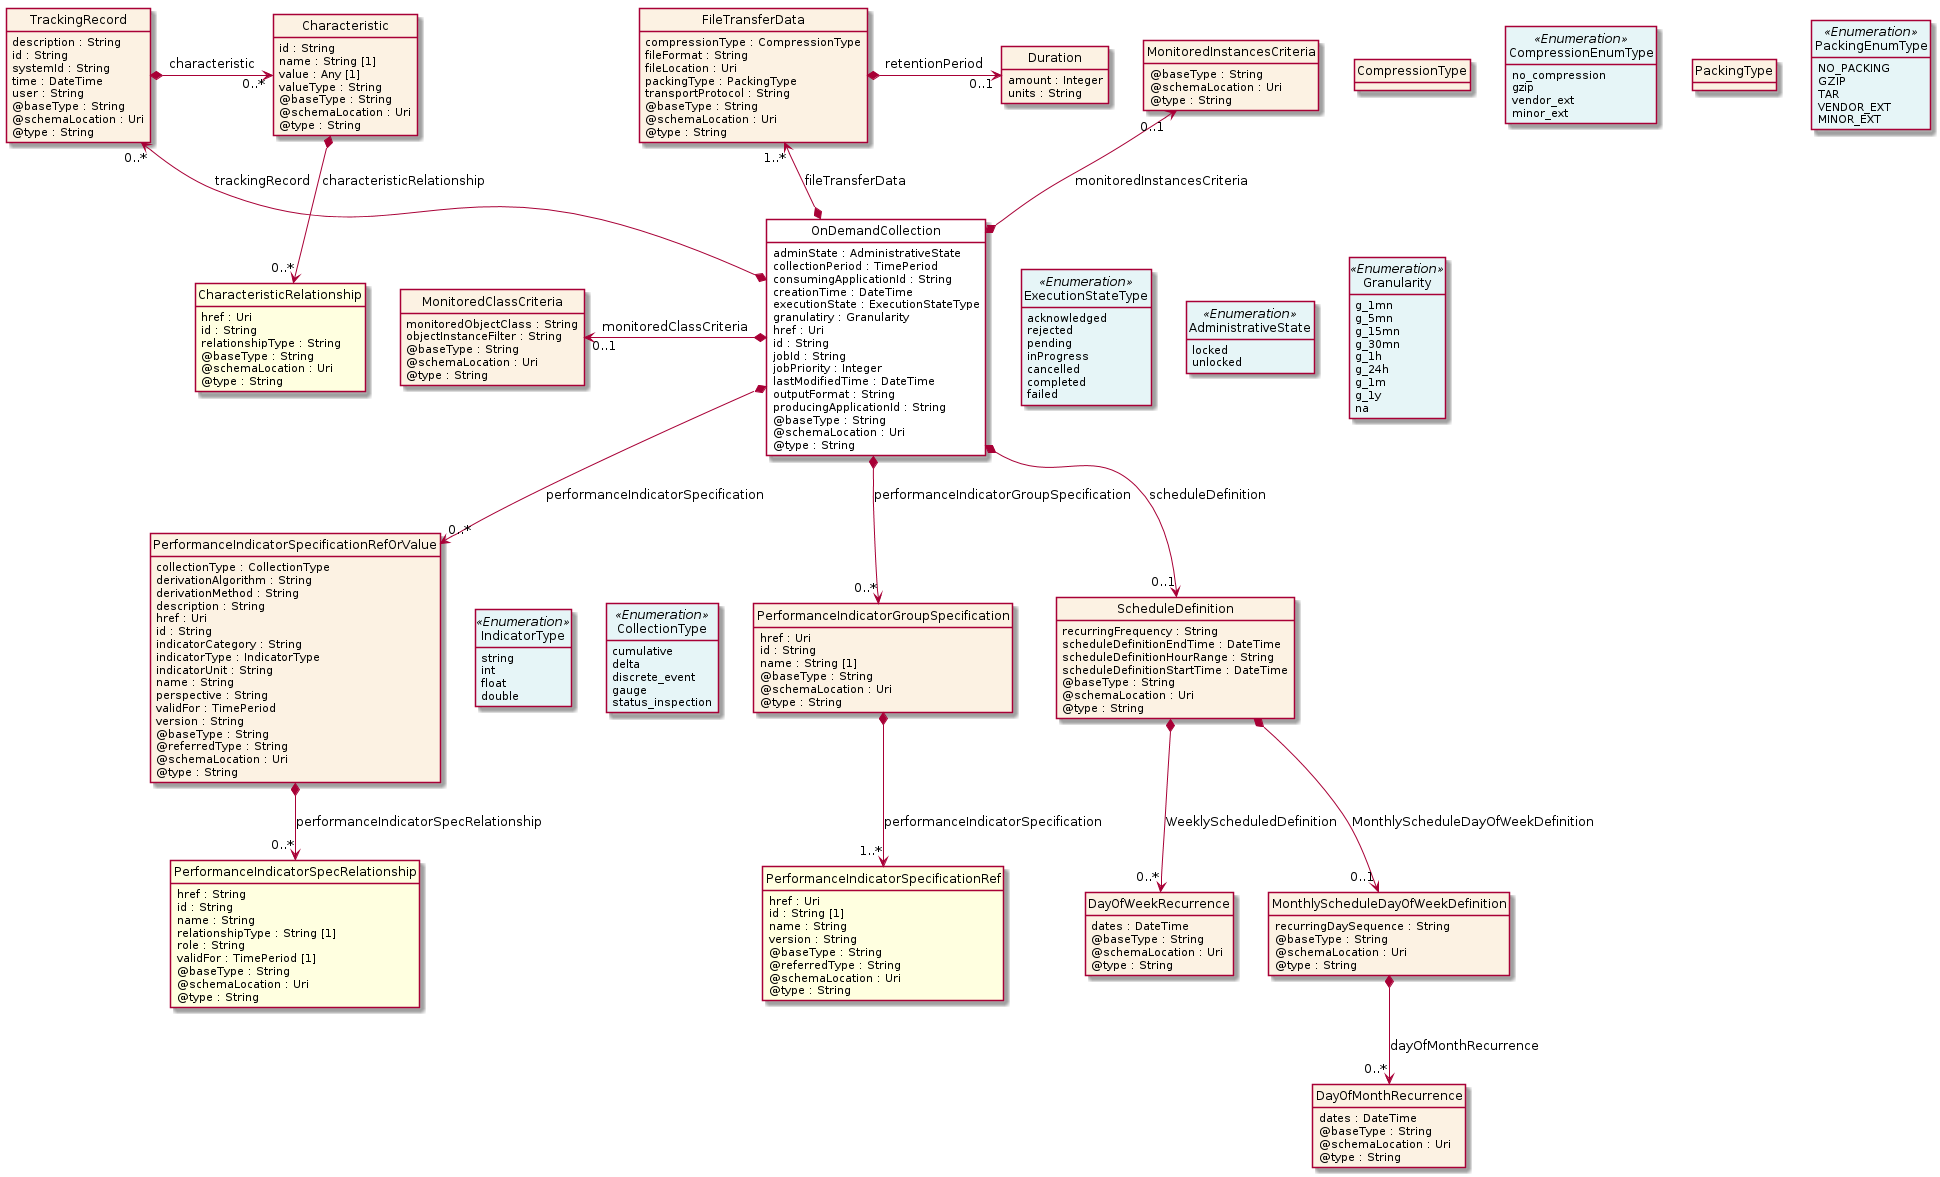 TrackingRecord
description : String
id : String
systemId : String
time : DateTime
user : String
@baseType : String
@schemaLocation : Uri
@type : String
characteristic
0..*
Characteristic
id : String
name : String [1]
value : Any [1]
valueType : String
@baseType : String
@schemaLocation : Uri
@type : String
FileTransferData
compressionType : CompressionType
fileFormat : String
fileLocation : Uri
packingType : PackingType
transportProtocol : String
@baseType : String
@schemaLocation : Uri
@type : String
retentionPeriod
0..1
Duration
amount : Integer
units : String
MonitoredInstancesCriteria
@baseType : String
@schemaLocation : Uri
@type : String
CompressionType
«Enumeration»
CompressionEnumType
no_compression
gzip
vendor_ext
minor_ext
PackingType
«Enumeration»
PackingEnumType
NO_PACKING
GZIP
TAR
VENDOR_EXT
MINOR_EXT
0..*
trackingRecord
characteristicRelationship
1..*
fileTransferData
0..1
monitoredInstancesCriteria
0..*
CharacteristicRelationship
href : Uri
id : String
relationshipType : String
@baseType : String
@schemaLocation : Uri
@type : String
MonitoredClassCriteria
monitoredObjectClass : String
objectInstanceFilter : String
@baseType : String
@schemaLocation : Uri
@type : String
monitoredClassCriteria
0..1
OnDemandCollection
adminState : AdministrativeState
collectionPeriod : TimePeriod
consumingApplicationId : String
creationTime : DateTime
executionState : ExecutionStateType
granulatiry : Granularity
href : Uri
id : String
jobId : String
jobPriority : Integer
lastModifiedTime : DateTime
outputFormat : String
producingApplicationId : String
@baseType : String
@schemaLocation : Uri
@type : String
«Enumeration»
ExecutionStateType
acknowledged
rejected
pending
inProgress
cancelled
completed
failed
«Enumeration»
AdministrativeState
locked
unlocked
«Enumeration»
Granularity
g_1mn
g_5mn
g_15mn
g_30mn
g_1h
g_24h
g_1m
g_1y
na
performanceIndicatorSpecification
0..*
performanceIndicatorGroupSpecification
0..*
scheduleDefinition
0..1
PerformanceIndicatorSpecificationRefOrValue
collectionType : CollectionType
derivationAlgorithm : String
derivationMethod : String
description : String
href : Uri
id : String
indicatorCategory : String
indicatorType : IndicatorType
indicatorUnit : String
name : String
perspective : String
validFor : TimePeriod
version : String
@baseType : String
@referredType : String
@schemaLocation : Uri
@type : String
«Enumeration»
IndicatorType
string
int
float
double
«Enumeration»
CollectionType
cumulative
delta
discrete_event
gauge
status_inspection
PerformanceIndicatorGroupSpecification
href : Uri
id : String
name : String [1]
@baseType : String
@schemaLocation : Uri
@type : String
ScheduleDefinition
recurringFrequency : String
scheduleDefinitionEndTime : DateTime
scheduleDefinitionHourRange : String
scheduleDefinitionStartTime : DateTime
@baseType : String
@schemaLocation : Uri
@type : String
performanceIndicatorSpecRelationship
0..*
performanceIndicatorSpecification
1..*
WeeklyScheduledDefinition
0..*
MonthlyScheduleDayOfWeekDefinition
0..1
PerformanceIndicatorSpecRelationship
href : String
id : String
name : String
relationshipType : String [1]
role : String
validFor : TimePeriod [1]
@baseType : String
@schemaLocation : Uri
@type : String
PerformanceIndicatorSpecificationRef
href : Uri
id : String [1]
name : String
version : String
@baseType : String
@referredType : String
@schemaLocation : Uri
@type : String
DayOfWeekRecurrence
dates : DateTime
@baseType : String
@schemaLocation : Uri
@type : String
MonthlyScheduleDayOfWeekDefinition
recurringDaySequence : String
@baseType : String
@schemaLocation : Uri
@type : String
dayOfMonthRecurrence
0..*
DayOfMonthRecurrence
dates : DateTime
@baseType : String
@schemaLocation : Uri
@type : String